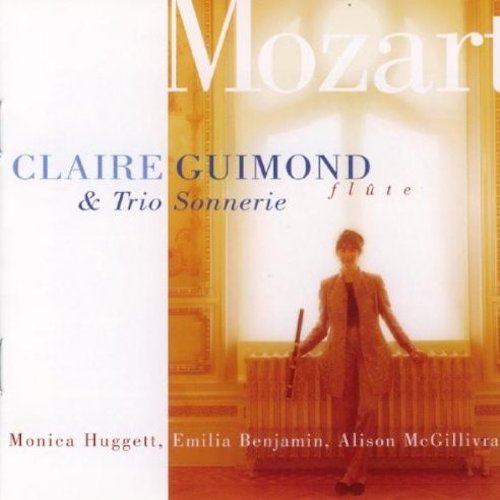 Mozart
CLAIRE GUIMOND
flûte
& Trio Sonnerie
Monica Huggett, Emilia Benjamin, Alison McGillivra